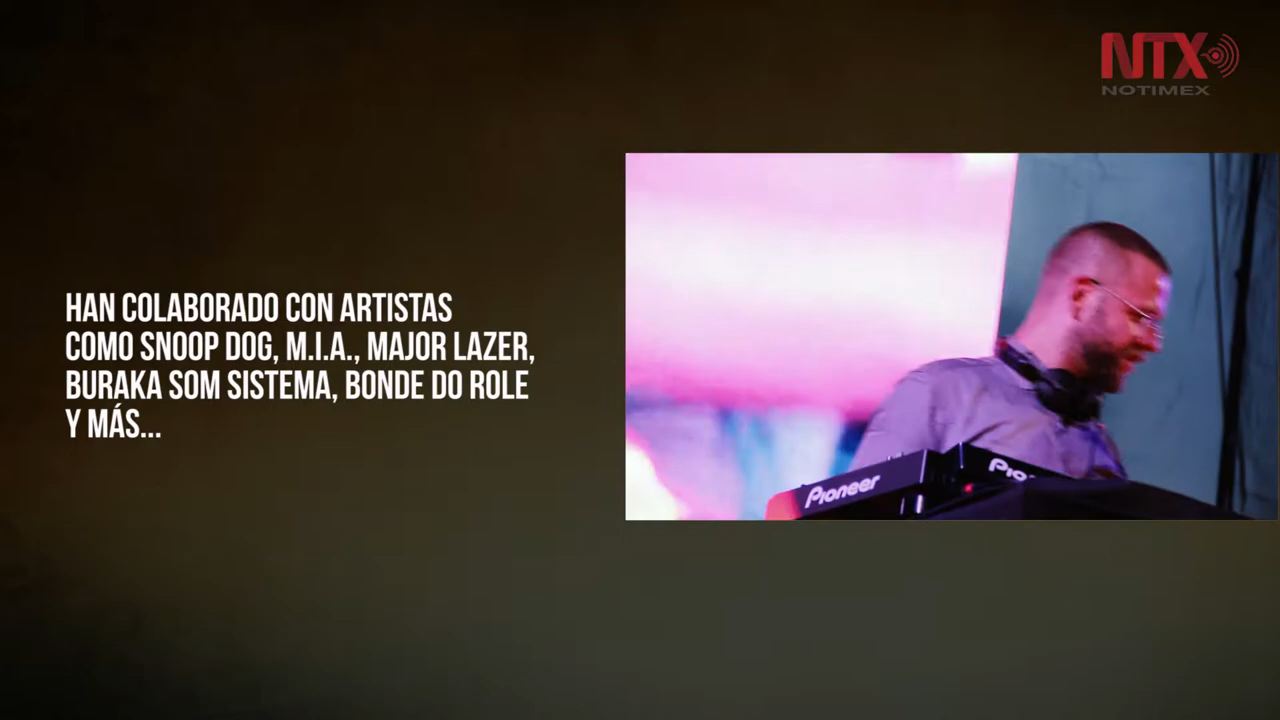 NTX
NOTIMEX
HAN COLABORADO CON ARTISTAS
COMO SNOOP DOG, M.I.A., MAJOR LAZER,
BURAKA SOM SISTEMA, BONDE DO ROLE
Y MÁS...
Pioneer
Pio